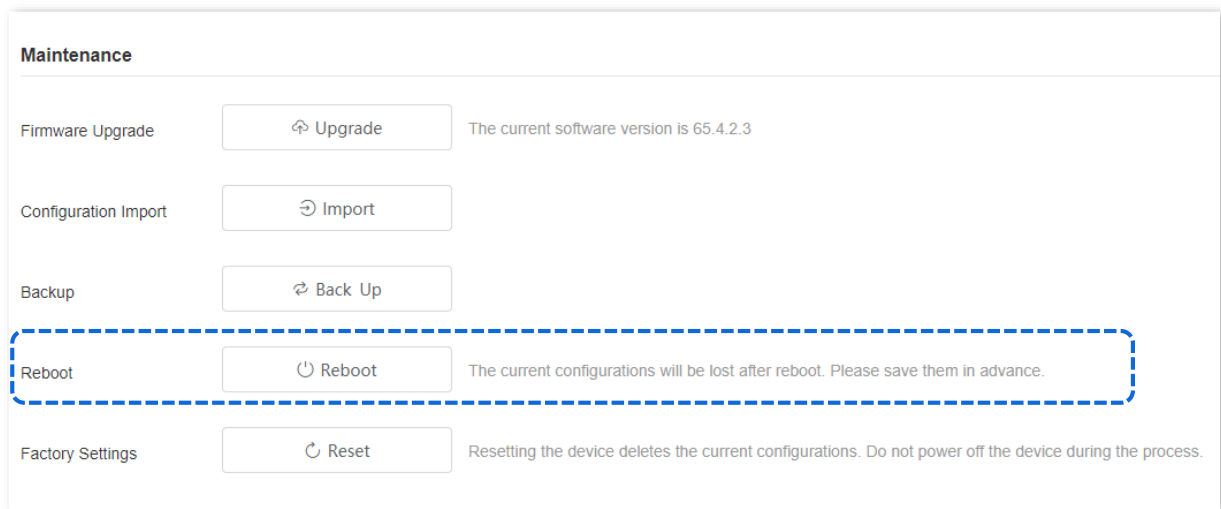 Maintenance
Firmware Upgrade Upgrade The current software version is 65.4.2.3
Configuration Import Import
Backup Back Up
Reboot Reboot The current configurations will be lost after reboot. Please save them in advance.
Factory Settings Reset Resetting the device deletes the current configurations. Do not power off the device during the process.